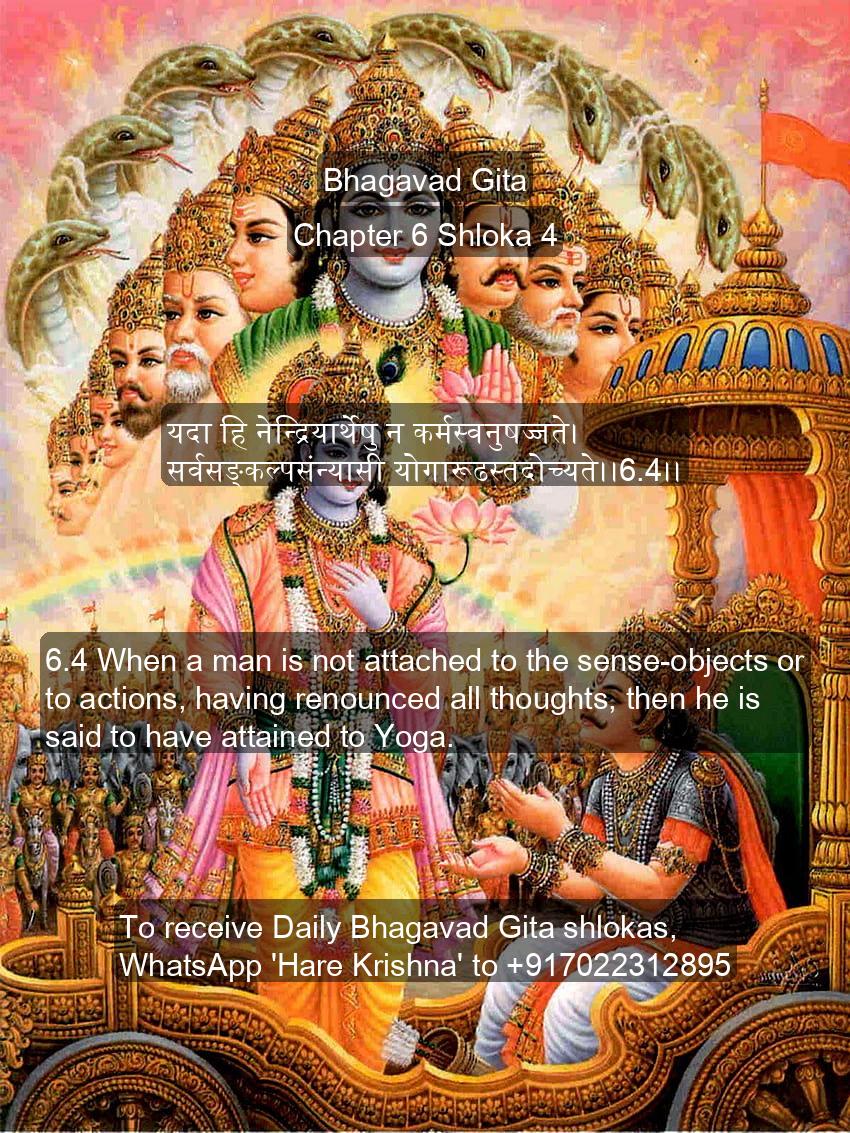 Bhagavad Gita
Chapter 6 Shloka 4
यदा हि नेन्द्रियार्थेषु न कर्मस्वनुषज्जते।
सर्वसङ्कल्पसंन्यासी योगारूढस्तदोच्यते।।6.4।।
6.4 When a man is not attached to the sense-objects or
to actions, having renounced all thoughts, then he is
said to have attained to Yoga.
To receive Daily Bhagavad Gita shlokas,
WhatsApp 'Hare Krishna' to +917022312895